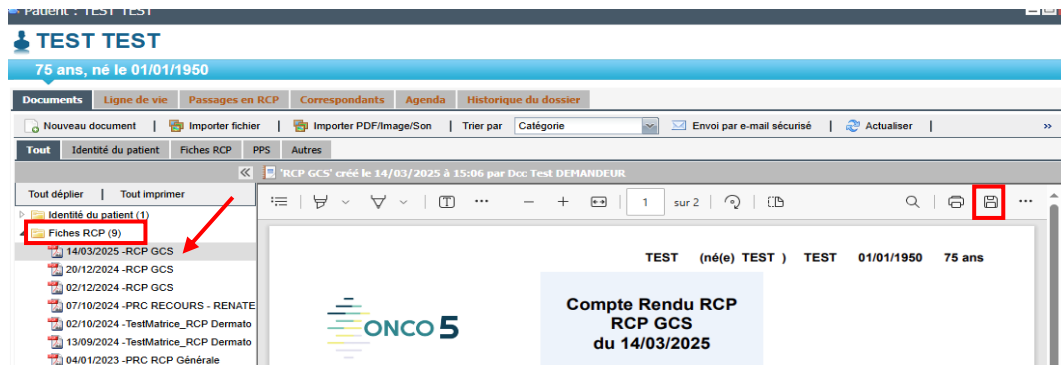 Patient : TEST TEST
TEST TEST
75 ans, né le 01/01/1950
Documents Ligne de vie Passages en RCP Correspondants Agenda Historique du dossier
Nouveau document | Importer fichier | Importer PDF/Image/Son | Trier par Catégorie Envoi par e-mail sécurisé | Actualiser | »
Tout Identité du patient Fiches RCP PPS Autres
'RCP GCS' créé le 14/03/2025 à 15:06 par Dcc Test DEMANDEUR
Tout déplier | Tout imprimer
1 sur 2
Identité du patient (1)
Fiches RCP (9)
14/03/2025 -RCP GCS
20/12/2024 -RCP GCS
02/12/2024 -RCP GCS
07/10/2024 -PRC RECOURS - RENATE
02/10/2024 -TestMatrice_RCP Dermato
13/09/2024 -TestMatrice_RCP Dermato
04/01/2023 -PRC RCP Générale
TEST (né(e) TEST ) TEST 01/01/1950 75 ans
ONCO 5
Compte Rendu RCP
RCP GCS
du 14/03/2025